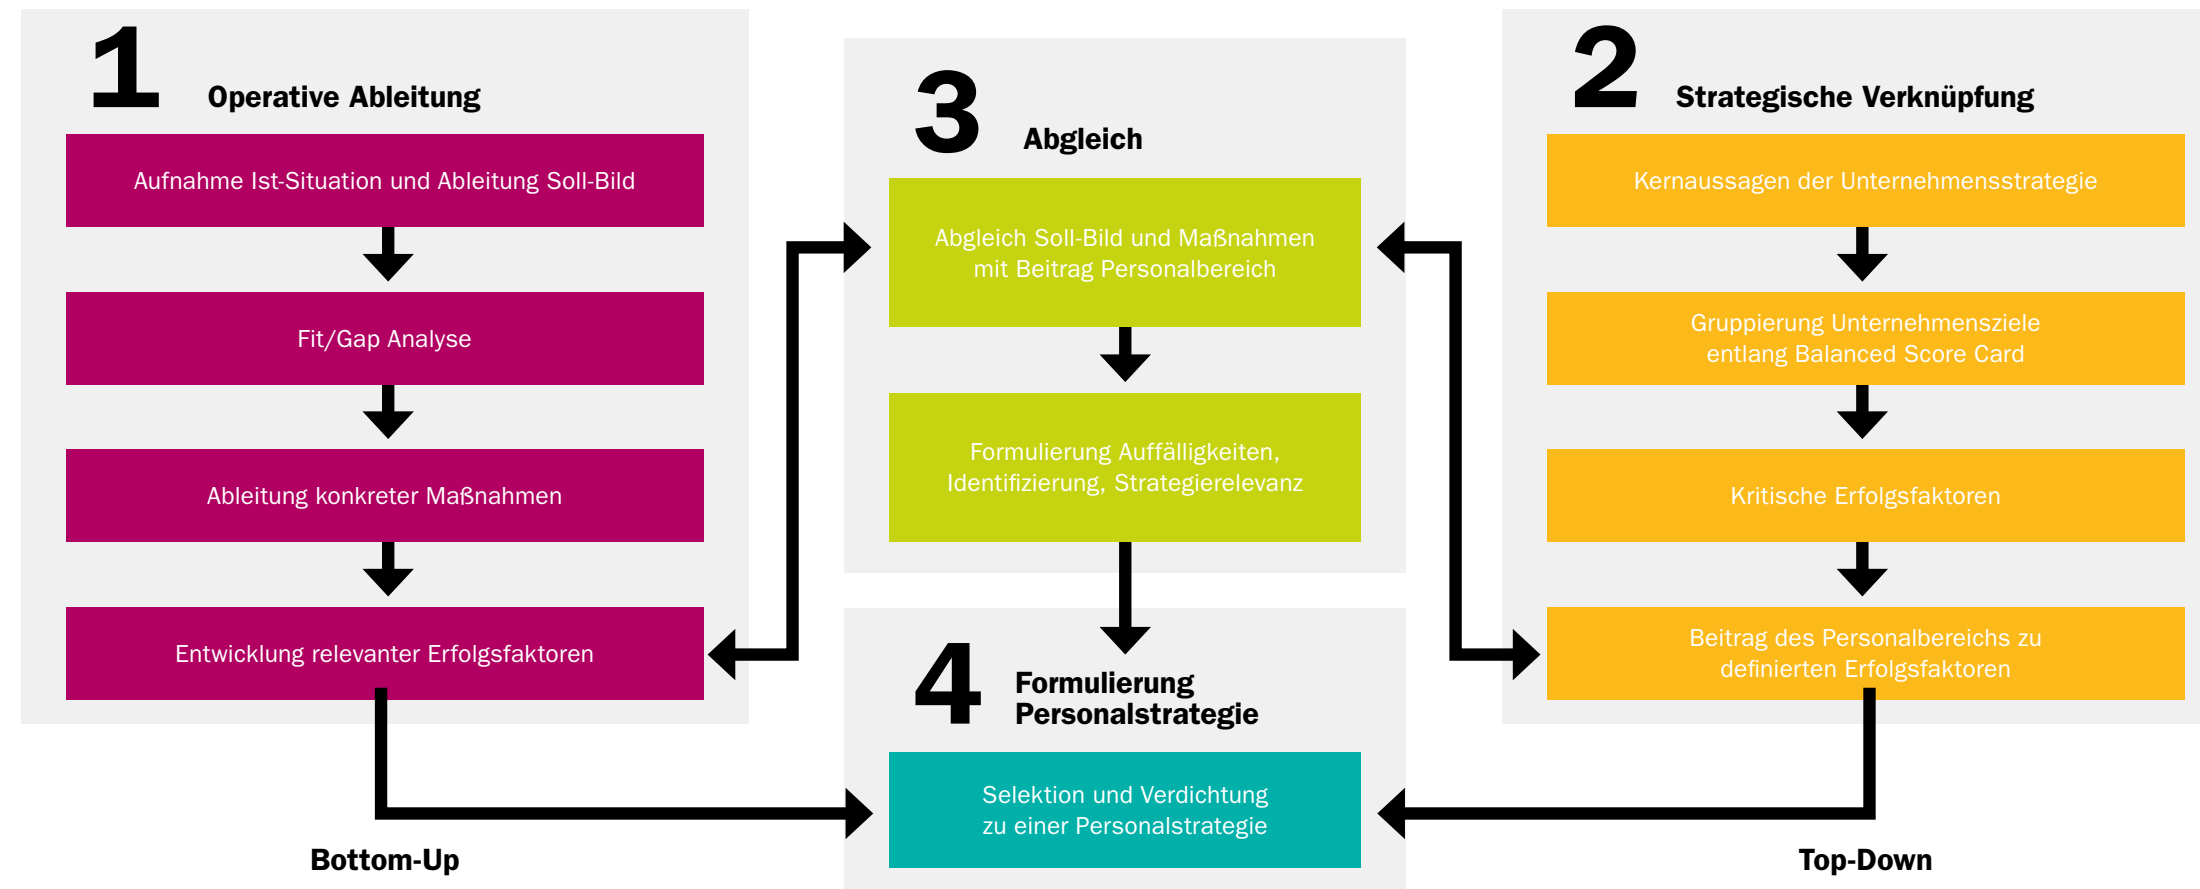 1
Operative Ableitung
Aufnahme Ist-Situation und Ableitung Soll-Bild
Fit/Gap Analyse
Ableitung konkreter Maßnahmen
Entwicklung relevanter Erfolgsfaktoren
Bottom-Up
3
Abgleich
Abgleich Soll-Bild und Maßnahmen
mit Beitrag Personalbereich
Formulierung Auffälligkeiten,
Identifizierung, Strategierelevanz
4
Formulierung
Personalstrategie
Selektion und Verdichtung
zu einer Personalstrategie
2
Strategische Verknüpfung
Kernaussagen der Unternehmensstrategie
Gruppierung Unternehmensziele
entlang Balanced Score Card
Kritische Erfolgsfaktoren
Beitrag des Personalbereichs zu
definierten Erfolgsfaktoren
Top-Down